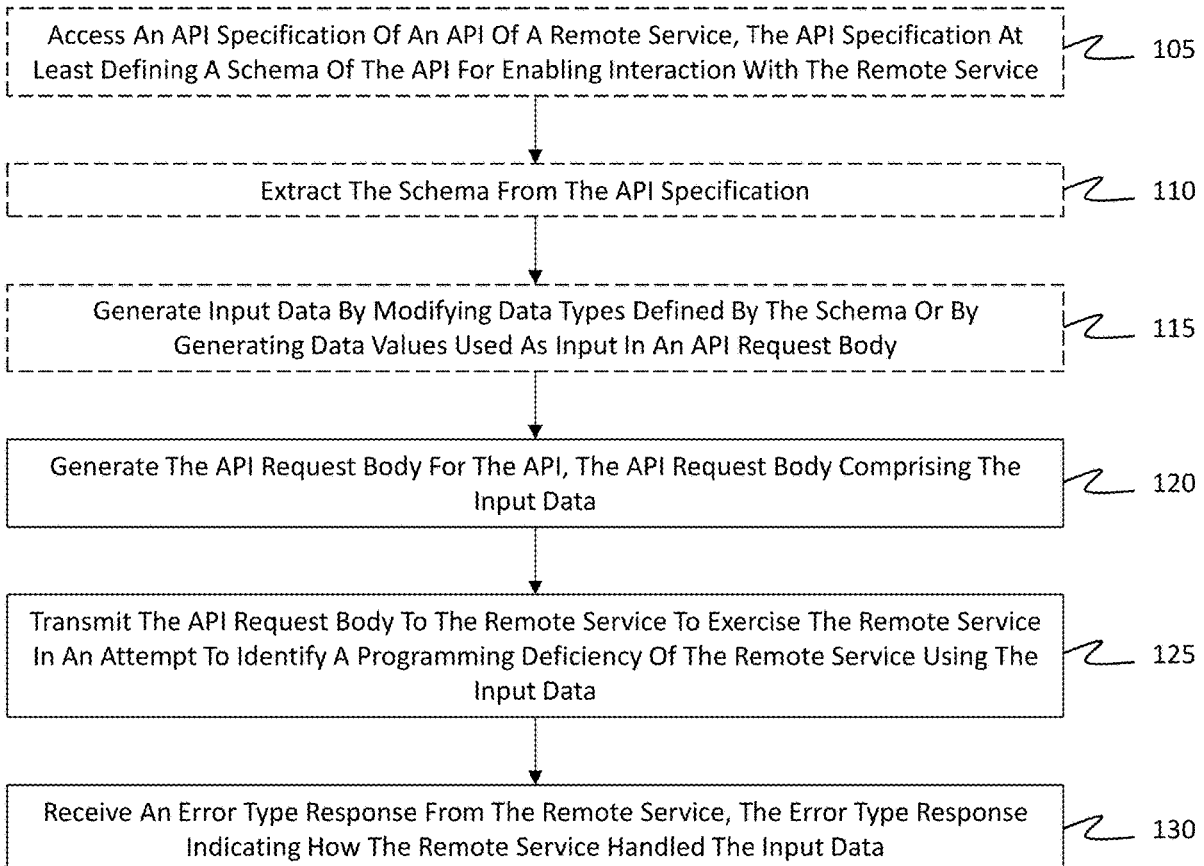 Access An API Specification Of An API Of A Remote Service, The API Specification At
Least Defining A Schema Of The API For Enabling Interaction With The Remote Service
105
Extract The Schema From The API Specification
110
Generate Input Data By Modifying Data Types Defined By The Schema Or By
Generating Data Values Used As Input In An API Request Body
115
Generate The API Request Body For The API, The API Request Body Comprising The
Input Data
120
Transmit The API Request Body To The Remote Service To Exercise The Remote Service
In An Attempt To Identify A Programming Deficiency Of The Remote Service Using The
Input Data
125
Receive An Error Type Response From The Remote Service, The Error Type Response
Indicating How The Remote Service Handled The Input Data
130